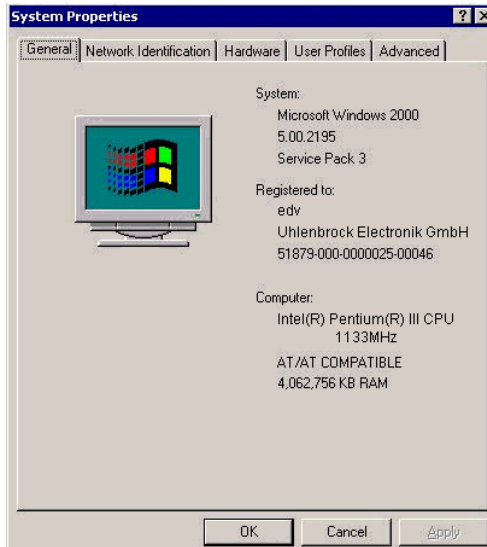 System Properties
General
Network Identification
Hardware
User Profiles
Advanced
System:
Microsoft Windows 2000
5.00.2195
Service Pack 3
Registered to:
edv
Uhlenbrock Electronik GmbH
51879-000-0000025-00046
Computer:
Intel(R) Pentium(R) III CPU
1133MHz
AT/AT COMPATIBLE
4,062,756 KB RAM
OK
Cancel
Apply